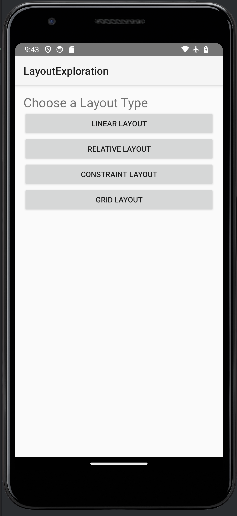 9:43
LayoutExploration
Choose a Layout Type
LINEAR LAYOUT
RELATIVE LAYOUT
CONSTRAINT LAYOUT
GRID LAYOUT